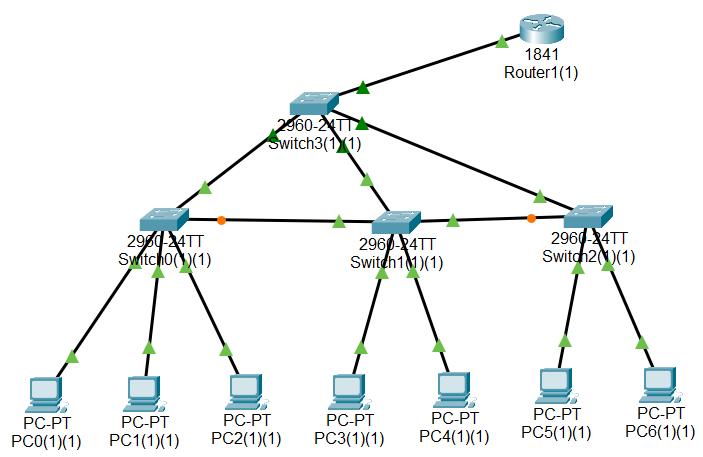 1841
Router1(1)
2960-24TT
Switch3(1)(1)
2960-24TT
Switch0(1)(1)
2960-24TT
Switch1(1)(1)
2960-24TT
Switch2(1)(1)
PC-PT
PC0(1)(1)
PC-PT
PC1(1)(1)
PC-PT
PC2(1)(1)
PC-PT
PC3(1)(1)
PC-PT
PC4(1)(1)
PC-PT
PC5(1)(1)
PC-PT
PC6(1)(1)